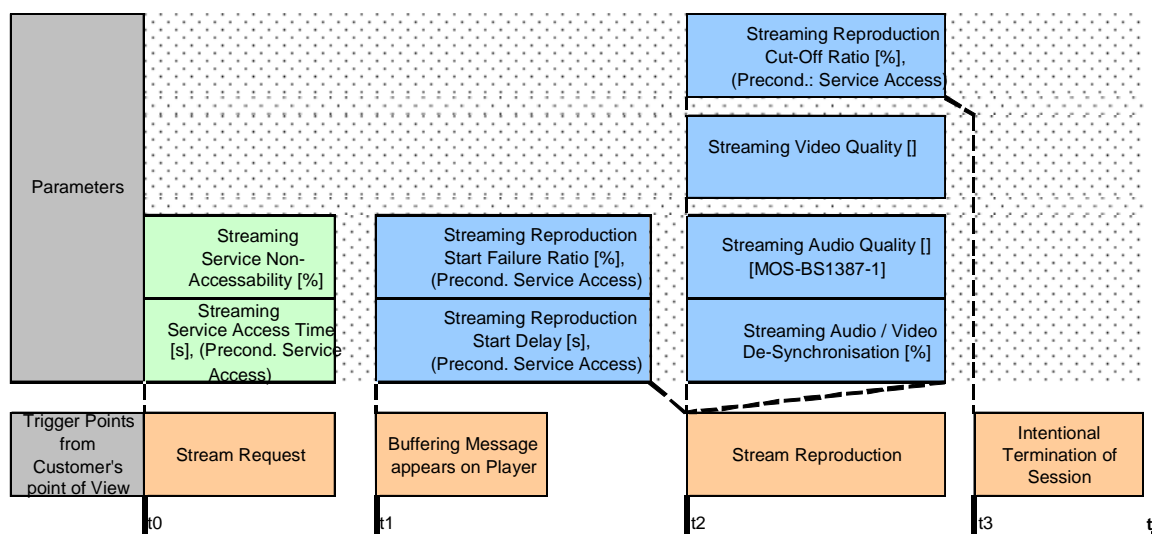 Streaming Reproduction
Cut-Off Ratio [%],
(Precond.: Service Access)
Streaming Video Quality []
Parameters
Streaming
Service Non-
Accessability [%]
Streaming Reproduction
Start Failure Ratio [%],
(Precond. Service Access)
Streaming Audio Quality []
[MOS-BS1387-1]
Streaming
Service Access Time
[s], (Precond. Service
Access)
Streaming Reproduction
Start Delay [s],
(Precond. Service Access)
Streaming Audio / Video
De-Synchronisation [%]
Trigger Points
from
Customer's
point of View
Stream Request
Buffering Message
appears on Player
Stream Reproduction
Intentional
Termination of
Session
t0
t1
t2
t3
t